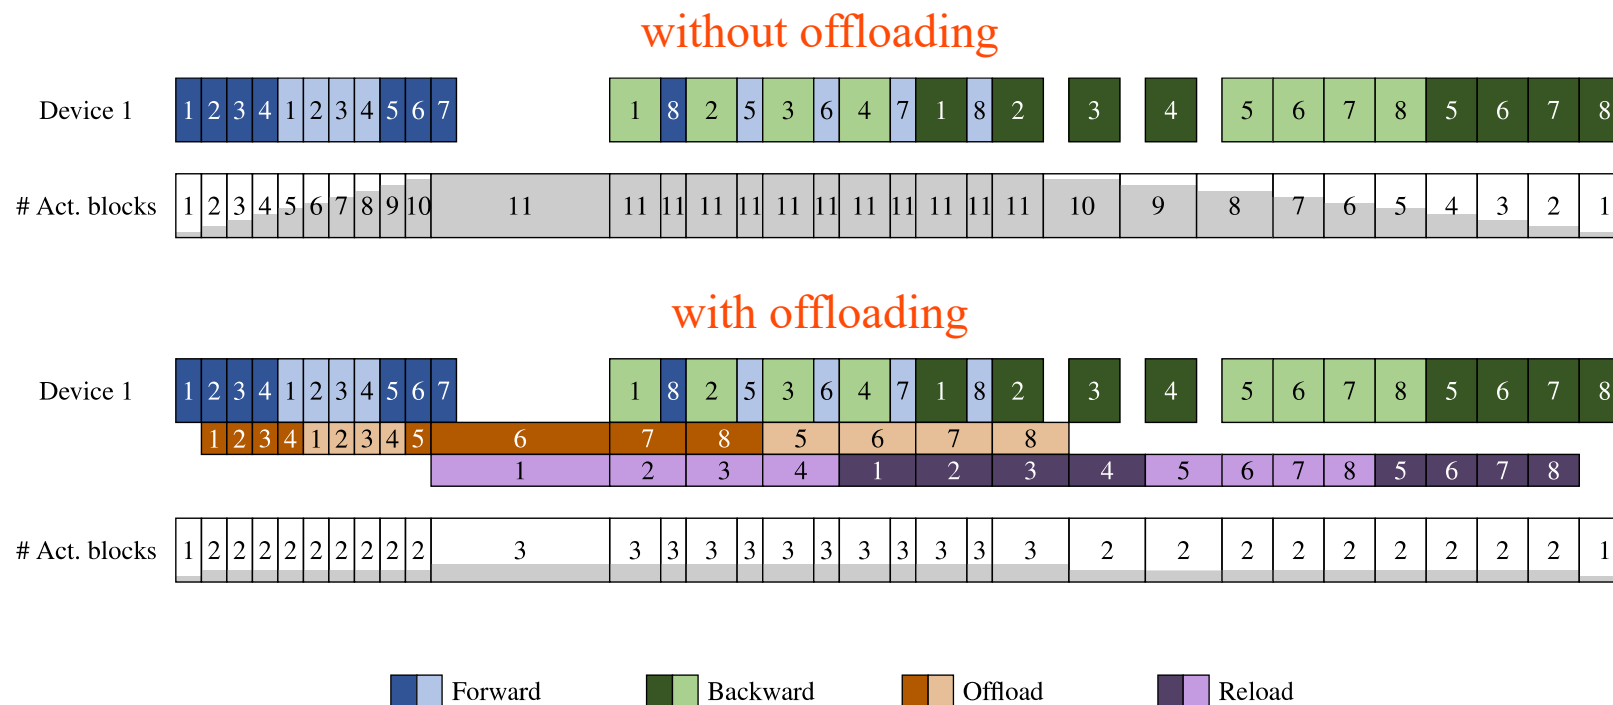 without offloading
Device 1 1 2 3 4 1 2 3 4 5 6 7 1 8 2 5 3 6 4 7 1 8 2 3 4 5 6 7 8 5 6 7 8
# Act. blocks 1 2 3 4 5 6 7 8 9 10 11 11 11 11 11 11 11 11 11 11 11 11 10 9 8 7 6 5 4 3 2 1
with offloading
Device 1 1 2 3 4 1 2 3 4 5 6 7 1 8 2 5 3 6 4 7 1 8 2 3 4 5 6 7 8 5 6 7 8
1 2 3 4 1 2 3 4 5 6 7 8 5 6 7 8
1 2 3 4 1 2 3 4 5 6 7 8 5 6 7 8
# Act. blocks 1 2 2 2 2 2 2 2 2 2 3 3 3 3 3 3 3 3 3 3 3 3 2 2 2 2 2 2 2 2 2 1
Forward Backward Offload Reload